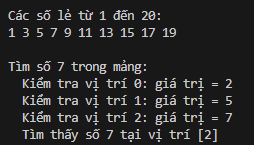 Các số lẻ từ 1 đến 20:
1 3 5 7 9 11 13 15 17 19

Tìm số 7 trong mảng:
  Kiểm tra vị trí 0: giá trị = 2
  Kiểm tra vị trí 1: giá trị = 5
  Kiểm tra vị trí 2: giá trị = 7
  Tìm thấy số 7 tại vị trí [2]